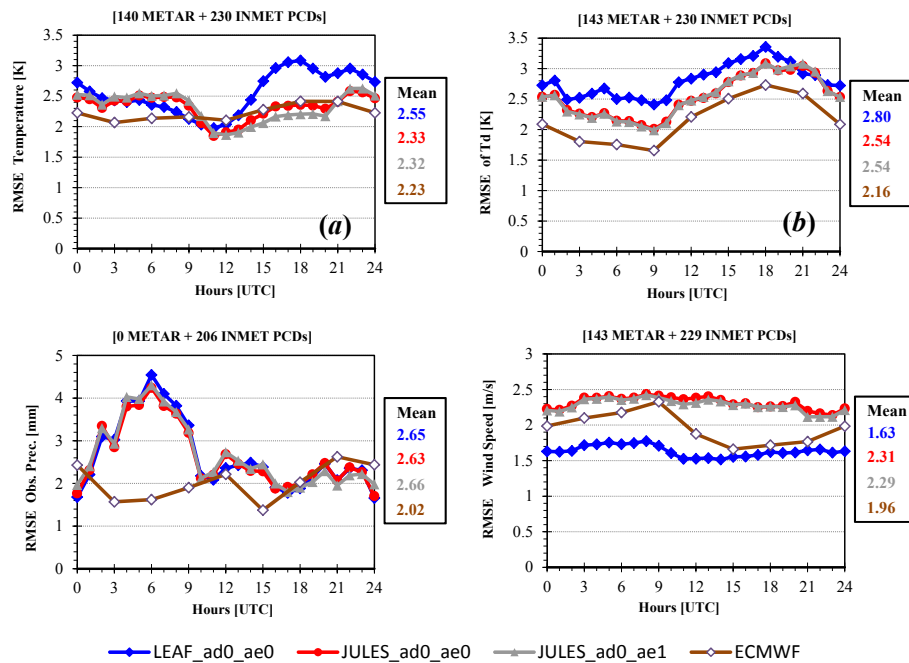 [140 METAR + 230 INMET PCDs]
RMSE Temperature [K]
3.5
3
2.5
2
1.5
1
0.5
0
0 3 6 9 12 15 18 21 24
Hours [UTC]
(a)
Mean
2.55
2.33
2.32
2.23
[143 METAR + 230 INMET PCDs]
RMSE of Td [K]
3.5
3
2.5
2
1.5
1
0.5
0
0 3 6 9 12 15 18 21 24
Hours [UTC]
(b)
Mean
2.80
2.54
2.54
2.16
[0 METAR + 206 INMET PCDs]
RMSE Obs. Prec. [mm]
5
4
3
2
1
0
0 3 6 9 12 15 18 21 24
Hours [UTC]
Mean
2.65
2.63
2.66
2.02
[143 METAR + 229 INMET PCDs]
RMSE Wind Speed [m/s]
3
2.5
2
1.5
1
0.5
0
0 3 6 9 12 15 18 21 24
Hours [UTC]
Mean
1.63
2.31
2.29
1.96
LEAF_ad0_ae0 JULES_ad0_ae0 JULES_ad0_ae1 ECMWF